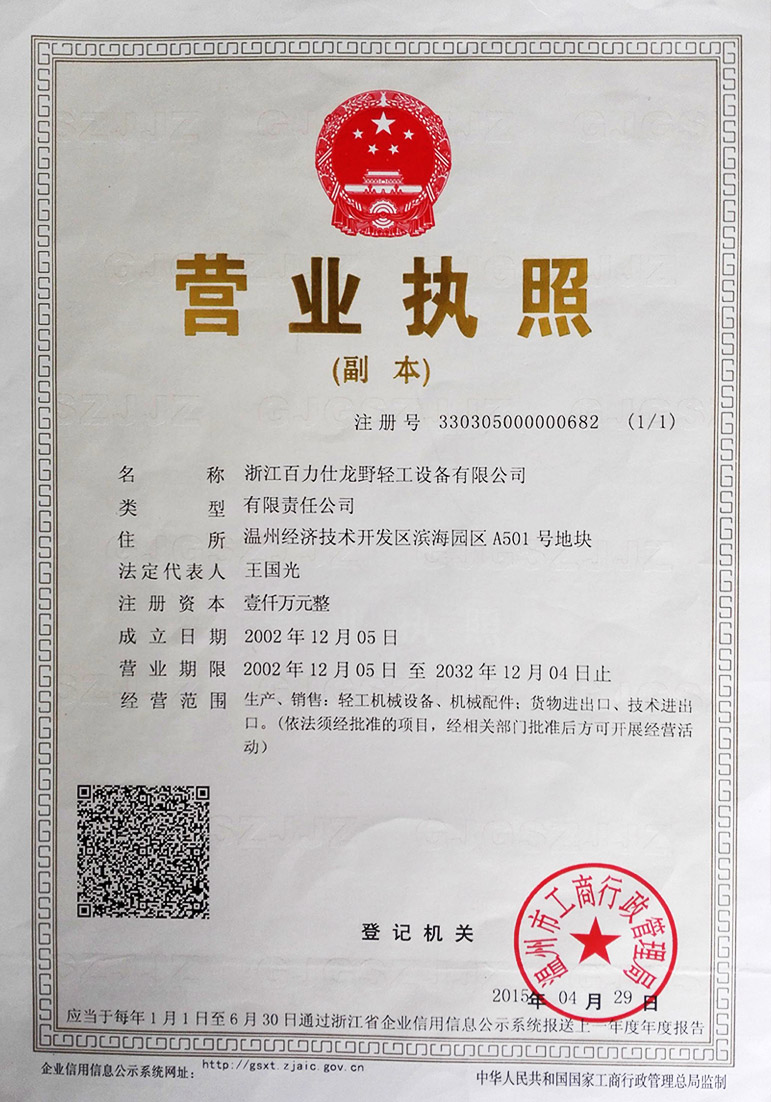 营业执照
(副 本)
注册号 330305000000682 (1/1)
名 称 浙江百力仕龙野轻工设备有限公司
类 型 有限责任公司
住 所 温州经济技术开发区滨海园区A501号地块
法定代表人 王国光
注册资本 壹仟万元整
成立日期 2002年12月05日
营业期限 2002年12月05日 至 2032年12月04日止
经营范围 生产、销售：轻工机械设备、机械配件；货物进出口、技术进出
口。(依法须经批准的项目，经相关部门批准后方可开展经营活
动)
登记机关
温州市工商行政管理局
2015年 04月 29日
应当于每年1月1日至6月30日通过浙江省企业信用信息公示系统报送上一年度年度报告
企业信用信息公示系统网址：http://gsxt.zjaic.gov.cn
中华人民共和国国家工商行政管理总局监制